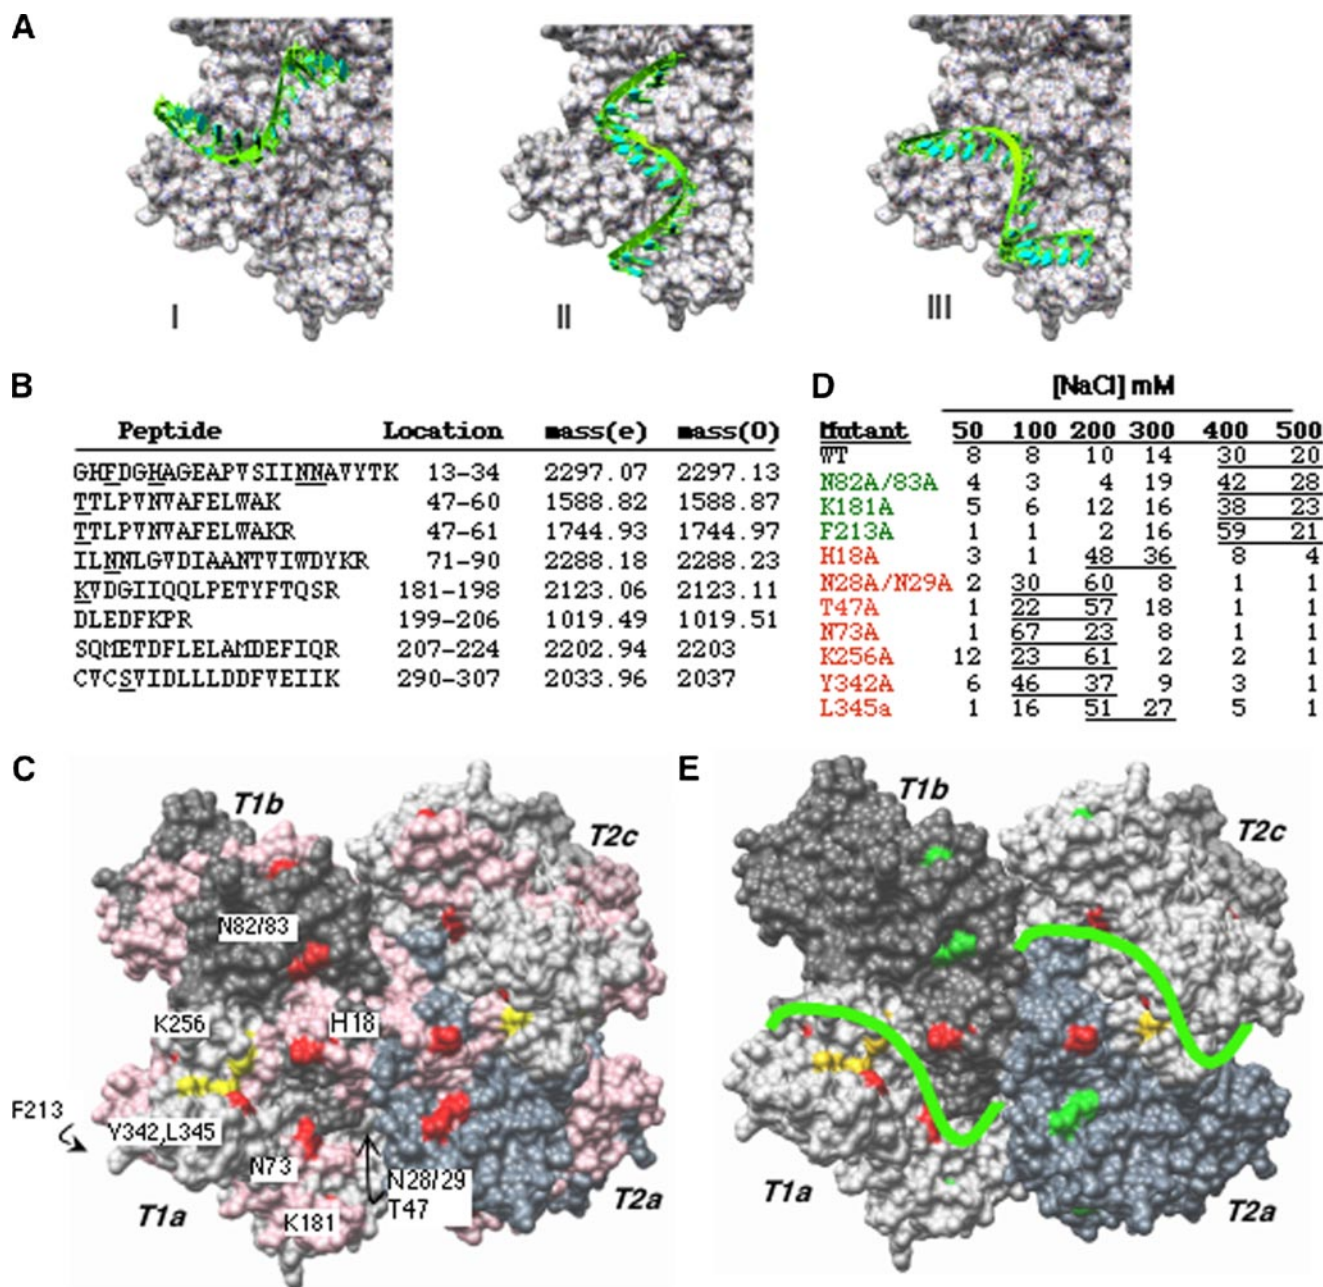 A
I
II
III
B
Peptide Location mass(e) mass(O)
GHFDGHAGEAPVSIINNAVYTK 13-34 2297.07 2297.13
TTLPVNVAFELWAK 47-60 1588.82 1588.87
TTLPVNVAFELWAKR 47-61 1744.93 1744.97
ILNNLGVDIAANTVIWDYKR 71-90 2288.18 2288.23
KVDGIIQQLPETYFTQSR 181-198 2123.06 2123.11
DLEDFKPR 199-206 1019.49 1019.51
SQMETDFLELAMDEFIQR 207-224 2202.94 2203
CVCSVIDLLLDDFVEIIK 290-307 2033.96 2037
D
[NaCl] mM
Mutant 50 100 200 300 400 500
WT 8 8 10 14 30 20
N82A/83A 4 3 4 19 42 28
K181A 5 6 12 16 38 23
F213A 1 1 2 16 59 21
H18A 3 1 48 36 8 4
N28A/N29A 2 30 60 8 1 1
T47A 1 22 57 18 1 1
N73A 1 67 23 8 1 1
K256A 12 23 61 2 2 1
Y342A 6 46 37 9 3 1
L345a 1 16 51 27 5 1
C
T1b
T2c
N82/83
K256
H18
F213
Y342,L345
N73
N28/29
T47
K181
T1a
T2a
E
T1b
T2c
T1a
T2a